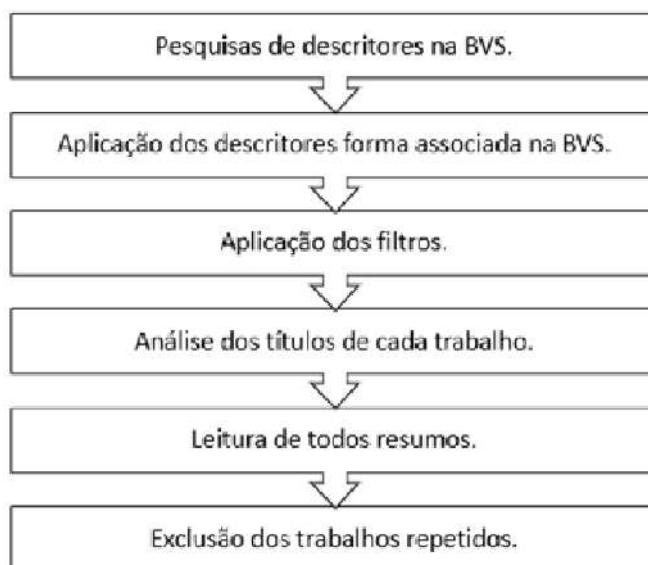 Pesquisas de descritores na BVS.
Aplicação dos descritores forma associada na BVS.
Aplicação dos filtros.
Análise dos títulos de cada trabalho.
Leitura de todos resumos.
Exclusão dos trabalhos repetidos.